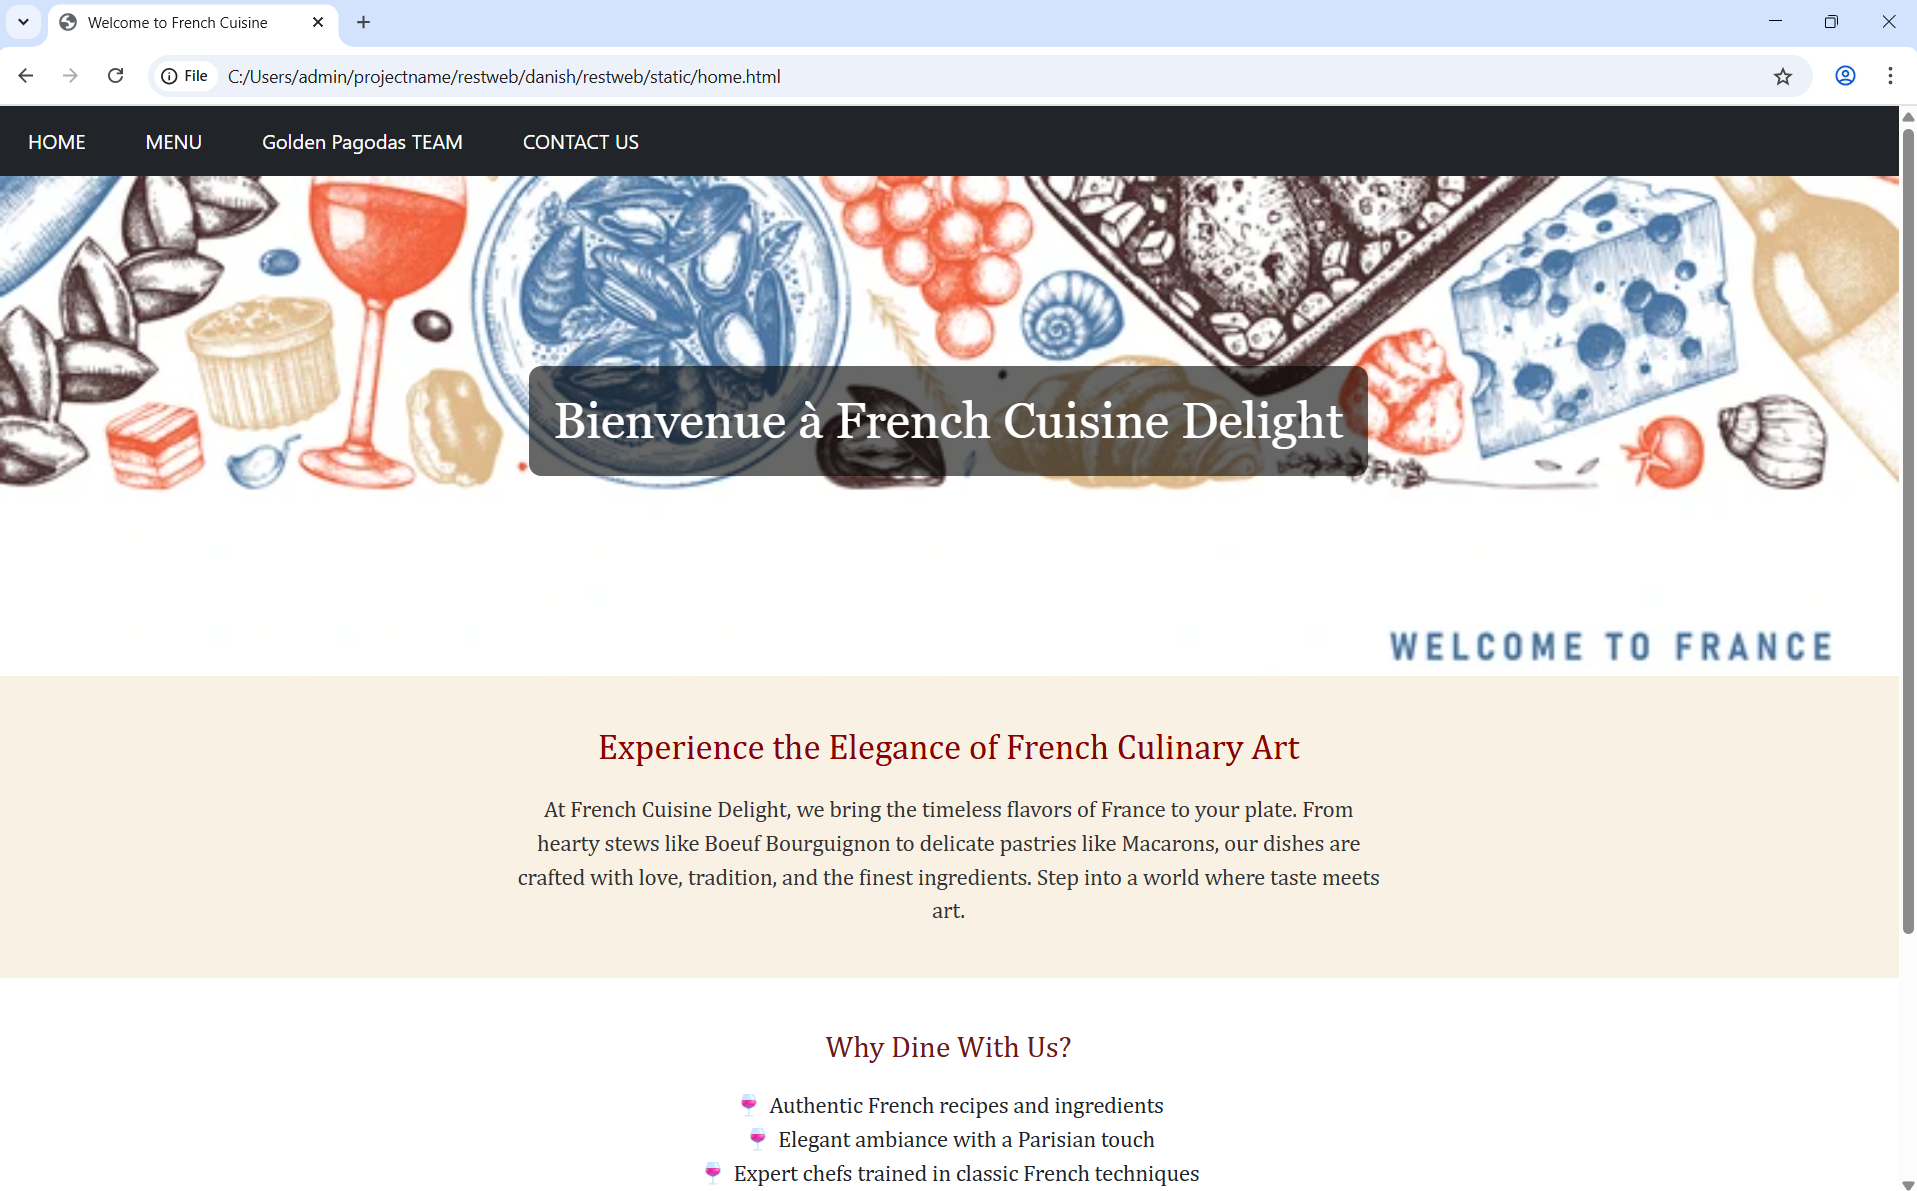 Welcome to French Cuisine
File C:/Users/admin/projectname/restweb/danish/restweb/static/home.html
HOME MENU Golden Pagodas TEAM CONTACT US
Bienvenue à French Cuisine Delight
WELCOME TO FRANCE
Experience the Elegance of French Culinary Art
At French Cuisine Delight, we bring the timeless flavors of France to your plate. From
hearty stews like Boeuf Bourguignon to delicate pastries like Macarons, our dishes are
crafted with love, tradition, and the finest ingredients. Step into a world where taste meets
art.
Why Dine With Us?
🍷 Authentic French recipes and ingredients
🍷 Elegant ambiance with a Parisian touch
🍷 Expert chefs trained in classic French techniques